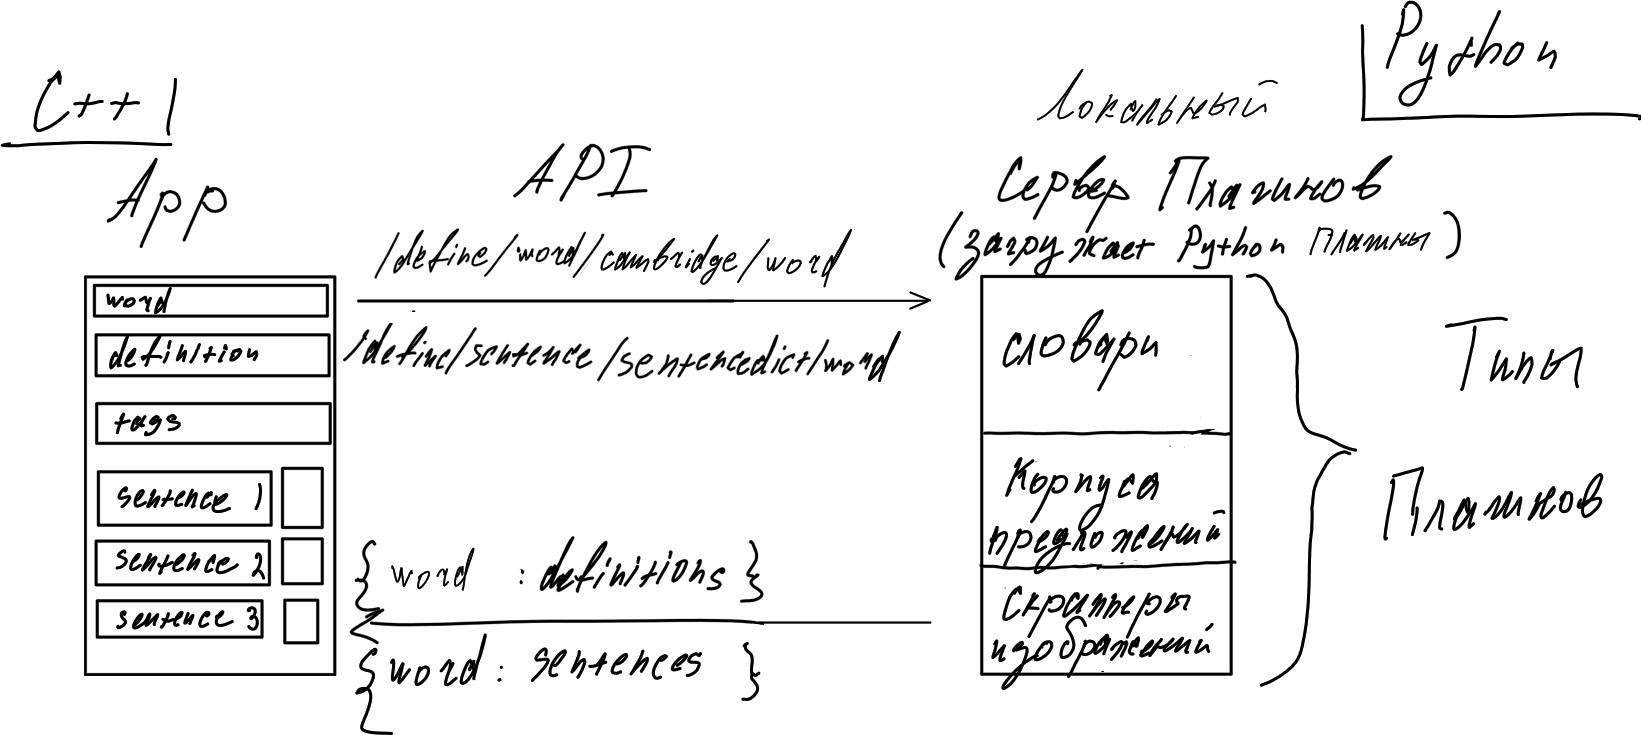 C++
App
word
definition
tags
sentence 1
sentence 2
sentence 3
API
/define/word/cambridge/word
/define/sentence/sentencedict/word
{ word : definitions }
{ word : sentences }
{
Python
Локальный
Сервер Плагинов
(загружает Python плагины)
словари
Корпуса
предложений
Скрапперы
изображений
Типы
Плагинов